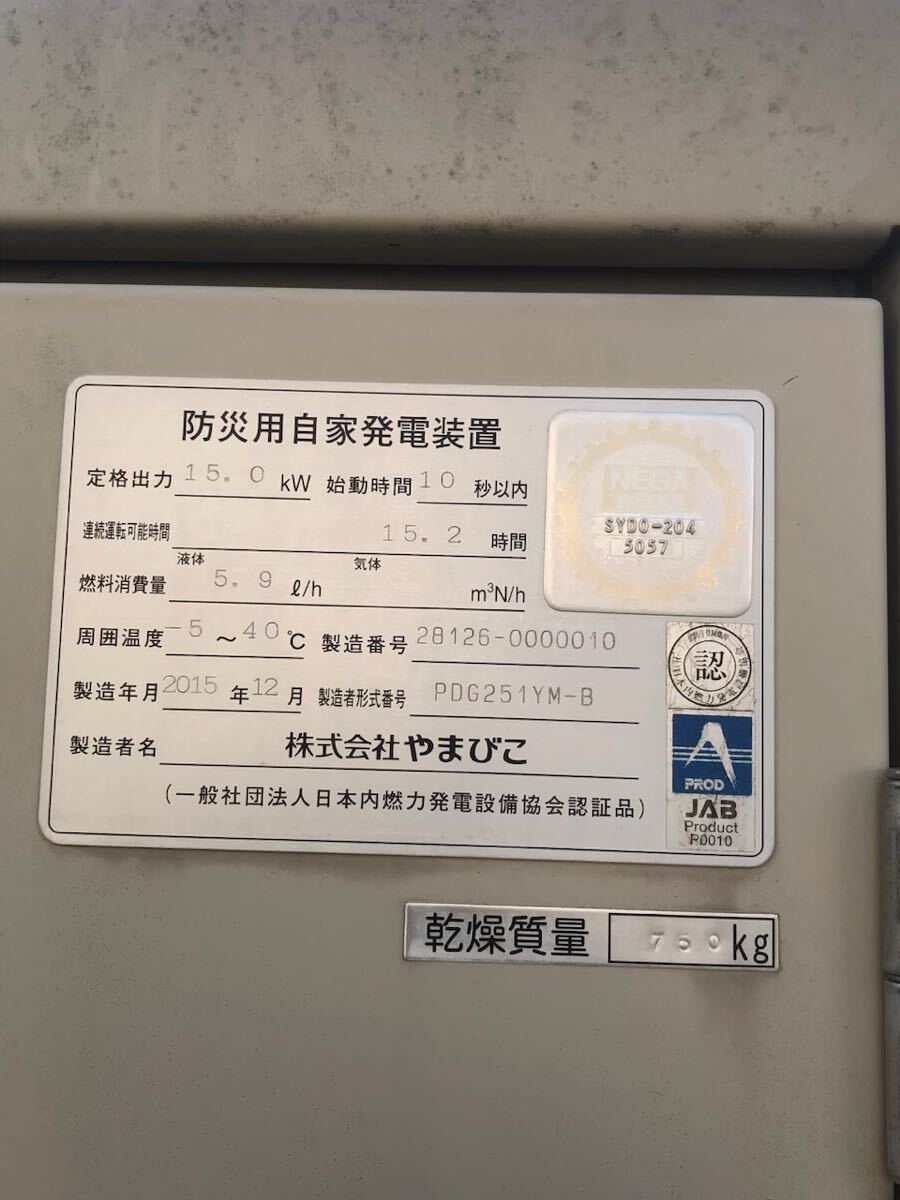 防災用自家発電装置
定格出力 15.0 kW 始動時間 10 秒以内
連続運転可能時間 15.2 時間
燃料消費量 液体 5.9 ℓ/h 気体 m³N/h
周囲温度 -5 ～ 40 ℃ 製造番号 28126-0000010
製造年月 2015 年 12 月 製造者形式番号 PDG251YM-B
製造者名 株式会社やまびこ
(一般社団法人日本内燃力発電設備協会認証品)
NEGA
SYDO-204
5057
認
PROD
JAB
Product
P0010
乾燥質量 750 kg